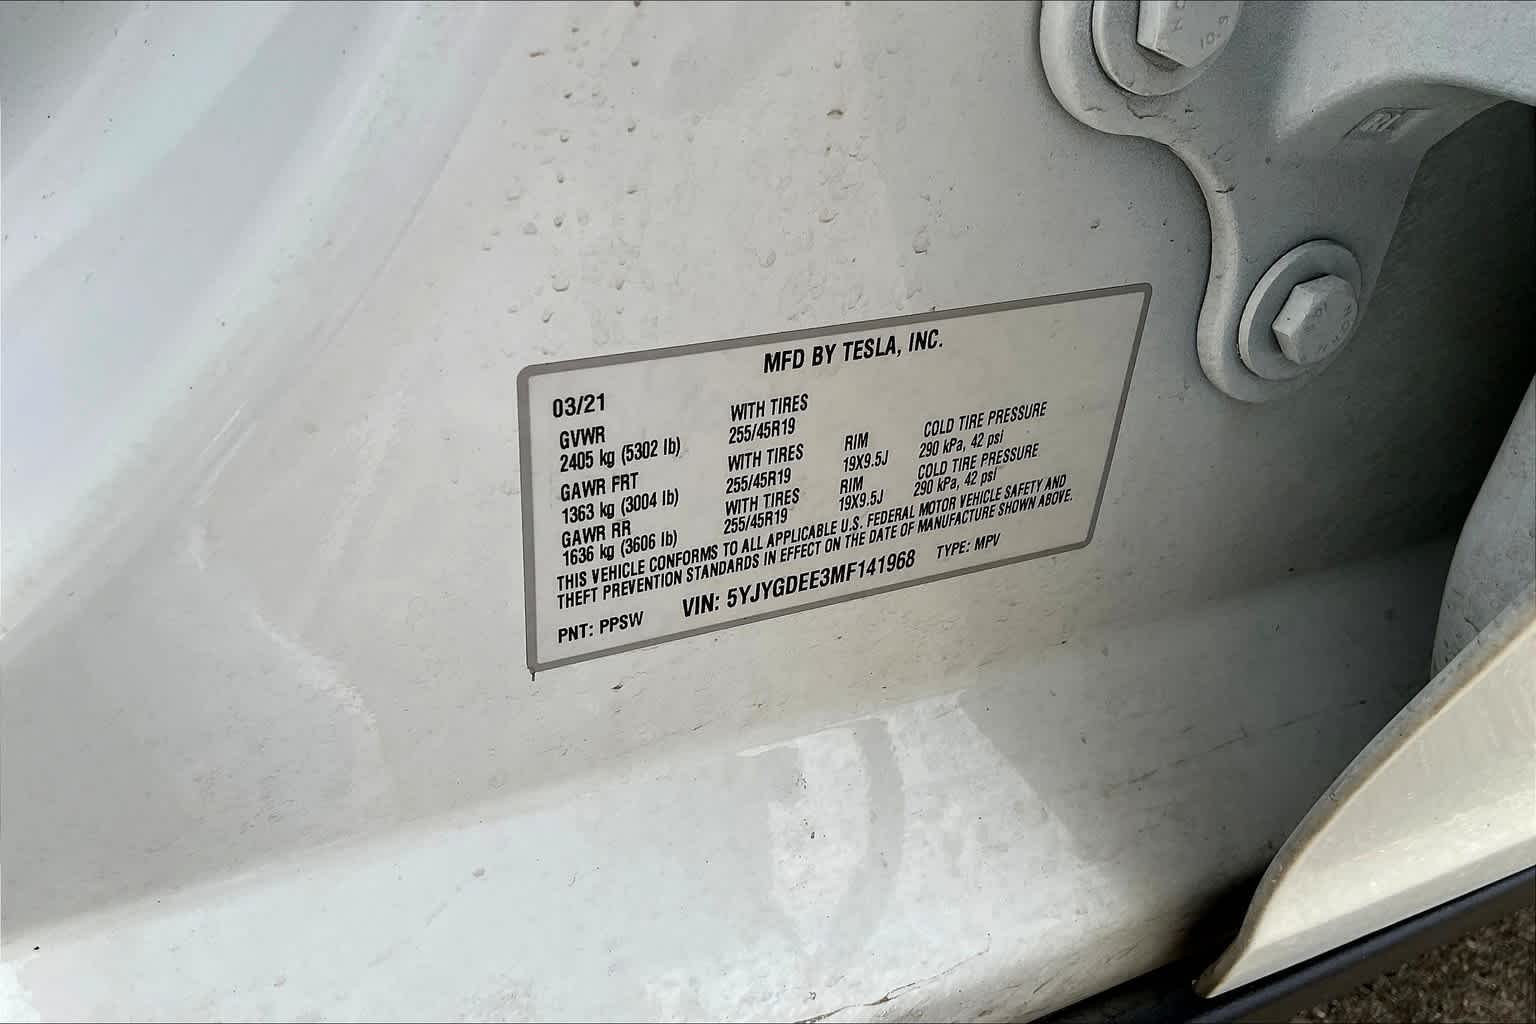 MFD BY TESLA, INC.
03/21
GVWR WITH TIRES
2405 kg (5302 lb) 255/45R19
GAWR FRT WITH TIRES RIM COLD TIRE PRESSURE
1363 kg (3004 lb) 255/45R19 19X9.5J 290 kPa, 42 psi
GAWR RR WITH TIRES RIM COLD TIRE PRESSURE
1636 kg (3606 lb) 255/45R19 19X9.5J 290 kPa, 42 psi
THIS VEHICLE CONFORMS TO ALL APPLICABLE U.S. FEDERAL MOTOR VEHICLE SAFETY AND
THEFT PREVENTION STANDARDS IN EFFECT ON THE DATE OF MANUFACTURE SHOWN ABOVE.
PNT: PPSW VIN: 5YJYGDEE3MF141968 TYPE: MPV
10.9